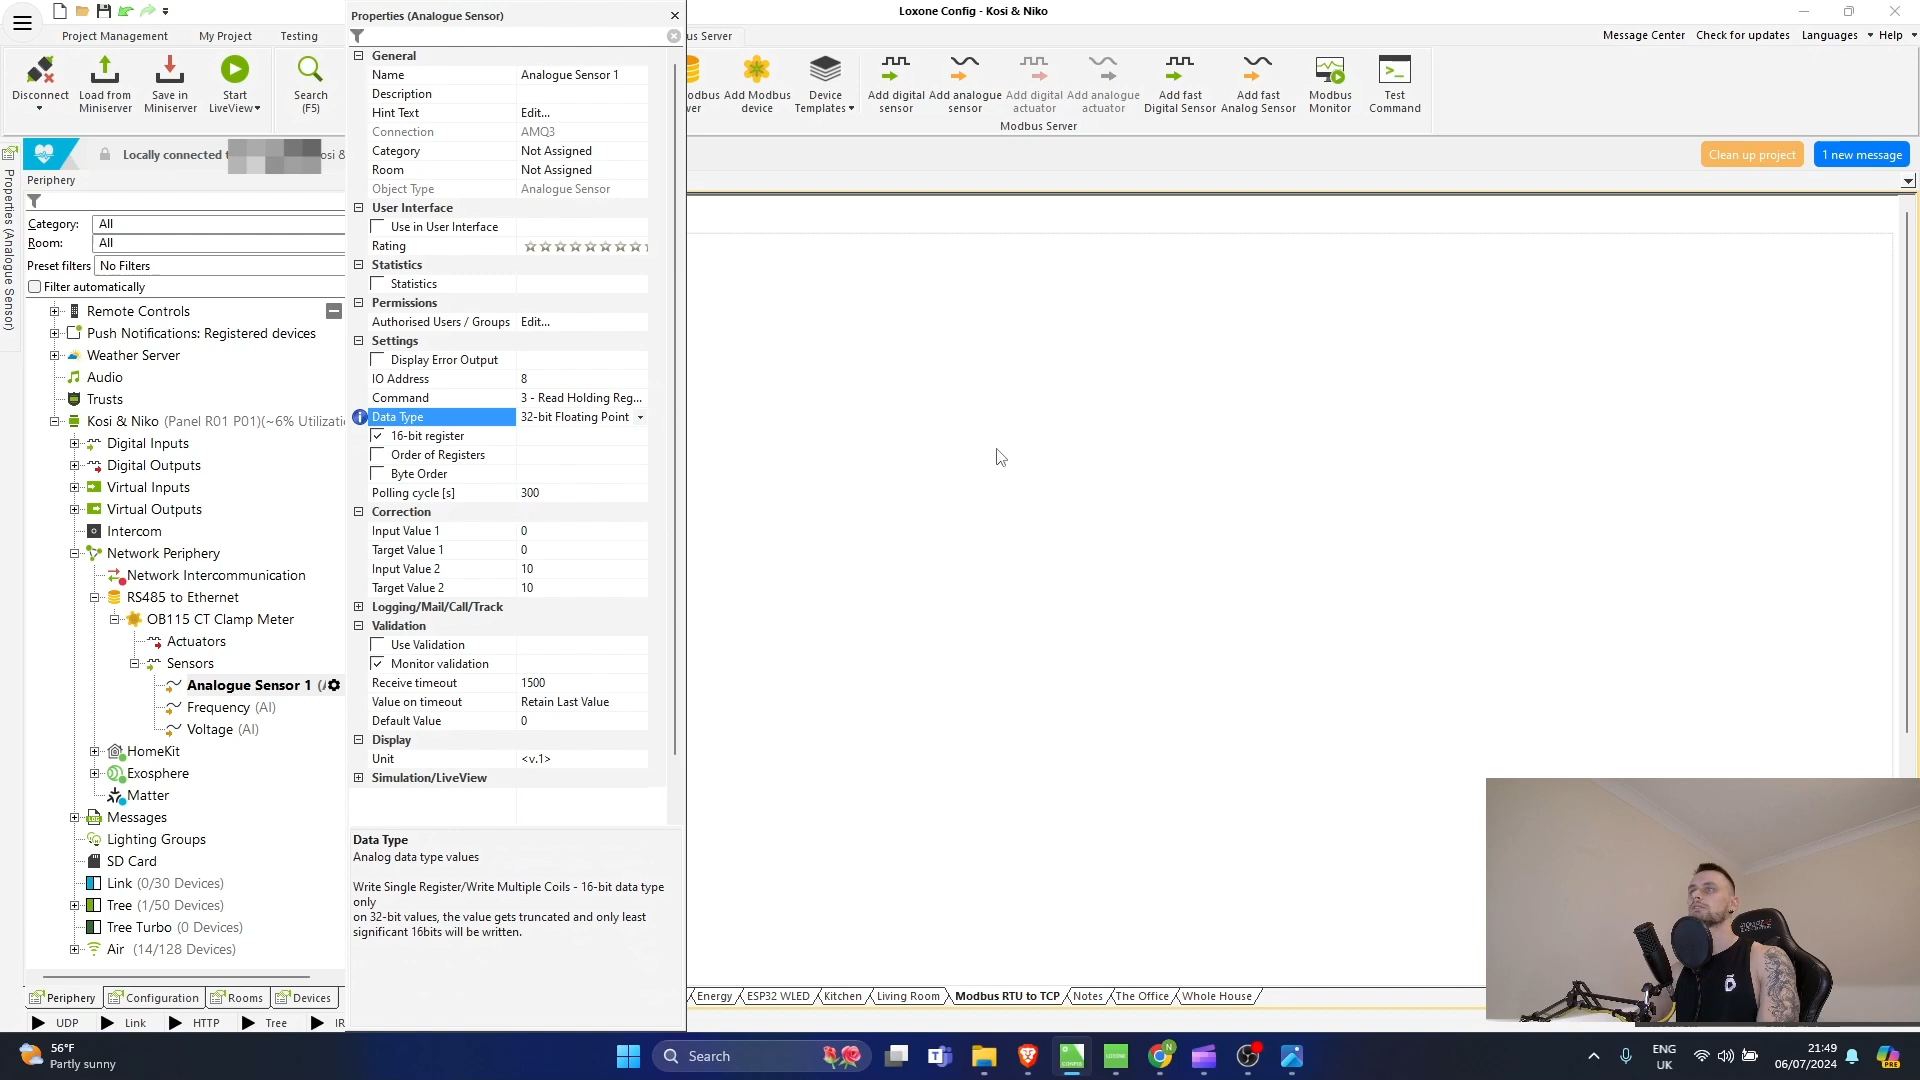 Loxone Config - Kosi & Niko
Project Management
My Project
Testing
us Server
Message Center
Check for updates
Languages
Help
Disconnect
Load from
Miniserver
Save in
Miniserver
Start
LiveView
Search
(F5)
Add Modbus
device
Device
Templates
Add digital
sensor
Add analogue
sensor
Add digital
actuator
Add analogue
actuator
Add fast
Digital Sensor
Add fast
Analog Sensor
Modbus
Monitor
Test
Command
Modbus Server
Locally connected
Clean up project
1 new message
Properties (Analogue Sensor)
Periphery
Category:
All
Room:
All
Preset filters
No Filters
Filter automatically
Remote Controls
Push Notifications: Registered devices
Weather Server
Audio
Trusts
Kosi & Niko (Panel R01 P01)(~6% Utilizati
Digital Inputs
Digital Outputs
Virtual Inputs
Virtual Outputs
Intercom
Network Periphery
Network Intercommunication
RS485 to Ethernet
OB115 CT Clamp Meter
Actuators
Sensors
Analogue Sensor 1
Frequency (AI)
Voltage (AI)
HomeKit
Exosphere
Matter
Messages
Lighting Groups
SD Card
Link (0/30 Devices)
Tree (1/50 Devices)
Tree Turbo (0 Devices)
Air (14/128 Devices)
Periphery
Configuration
Rooms
Devices
UDP
Link
HTTP
Tree
IR
Properties (Analogue Sensor)
General
Name Analogue Sensor 1
Description
Hint Text Edit...
Connection AMQ3
Category Not Assigned
Room Not Assigned
Object Type Analogue Sensor
User Interface
Use in User Interface
Rating
Statistics
Statistics
Permissions
Authorised Users / Groups Edit...
Settings
Display Error Output
IO Address 8
Command 3 - Read Holding Reg...
Data Type 32-bit Floating Point
16-bit register
Order of Registers
Byte Order
Polling cycle [s] 300
Correction
Input Value 1 0
Target Value 1 0
Input Value 2 10
Target Value 2 10
Logging/Mail/Call/Track
Validation
Use Validation
Monitor validation
Receive timeout 1500
Value on timeout Retain Last Value
Default Value 0
Display
Unit <v.1>
Simulation/LiveView
Data Type
Analog data type values
Write Single Register/Write Multiple Coils - 16-bit data type
only
on 32-bit values, the value gets truncated and only least
significant 16bits will be written.
Energy
ESP32 WLED
Kitchen
Living Room
Modbus RTU to TCP
Notes
The Office
Whole House
56°F
Partly sunny
Search
ENG
UK
21:49
06/07/2024